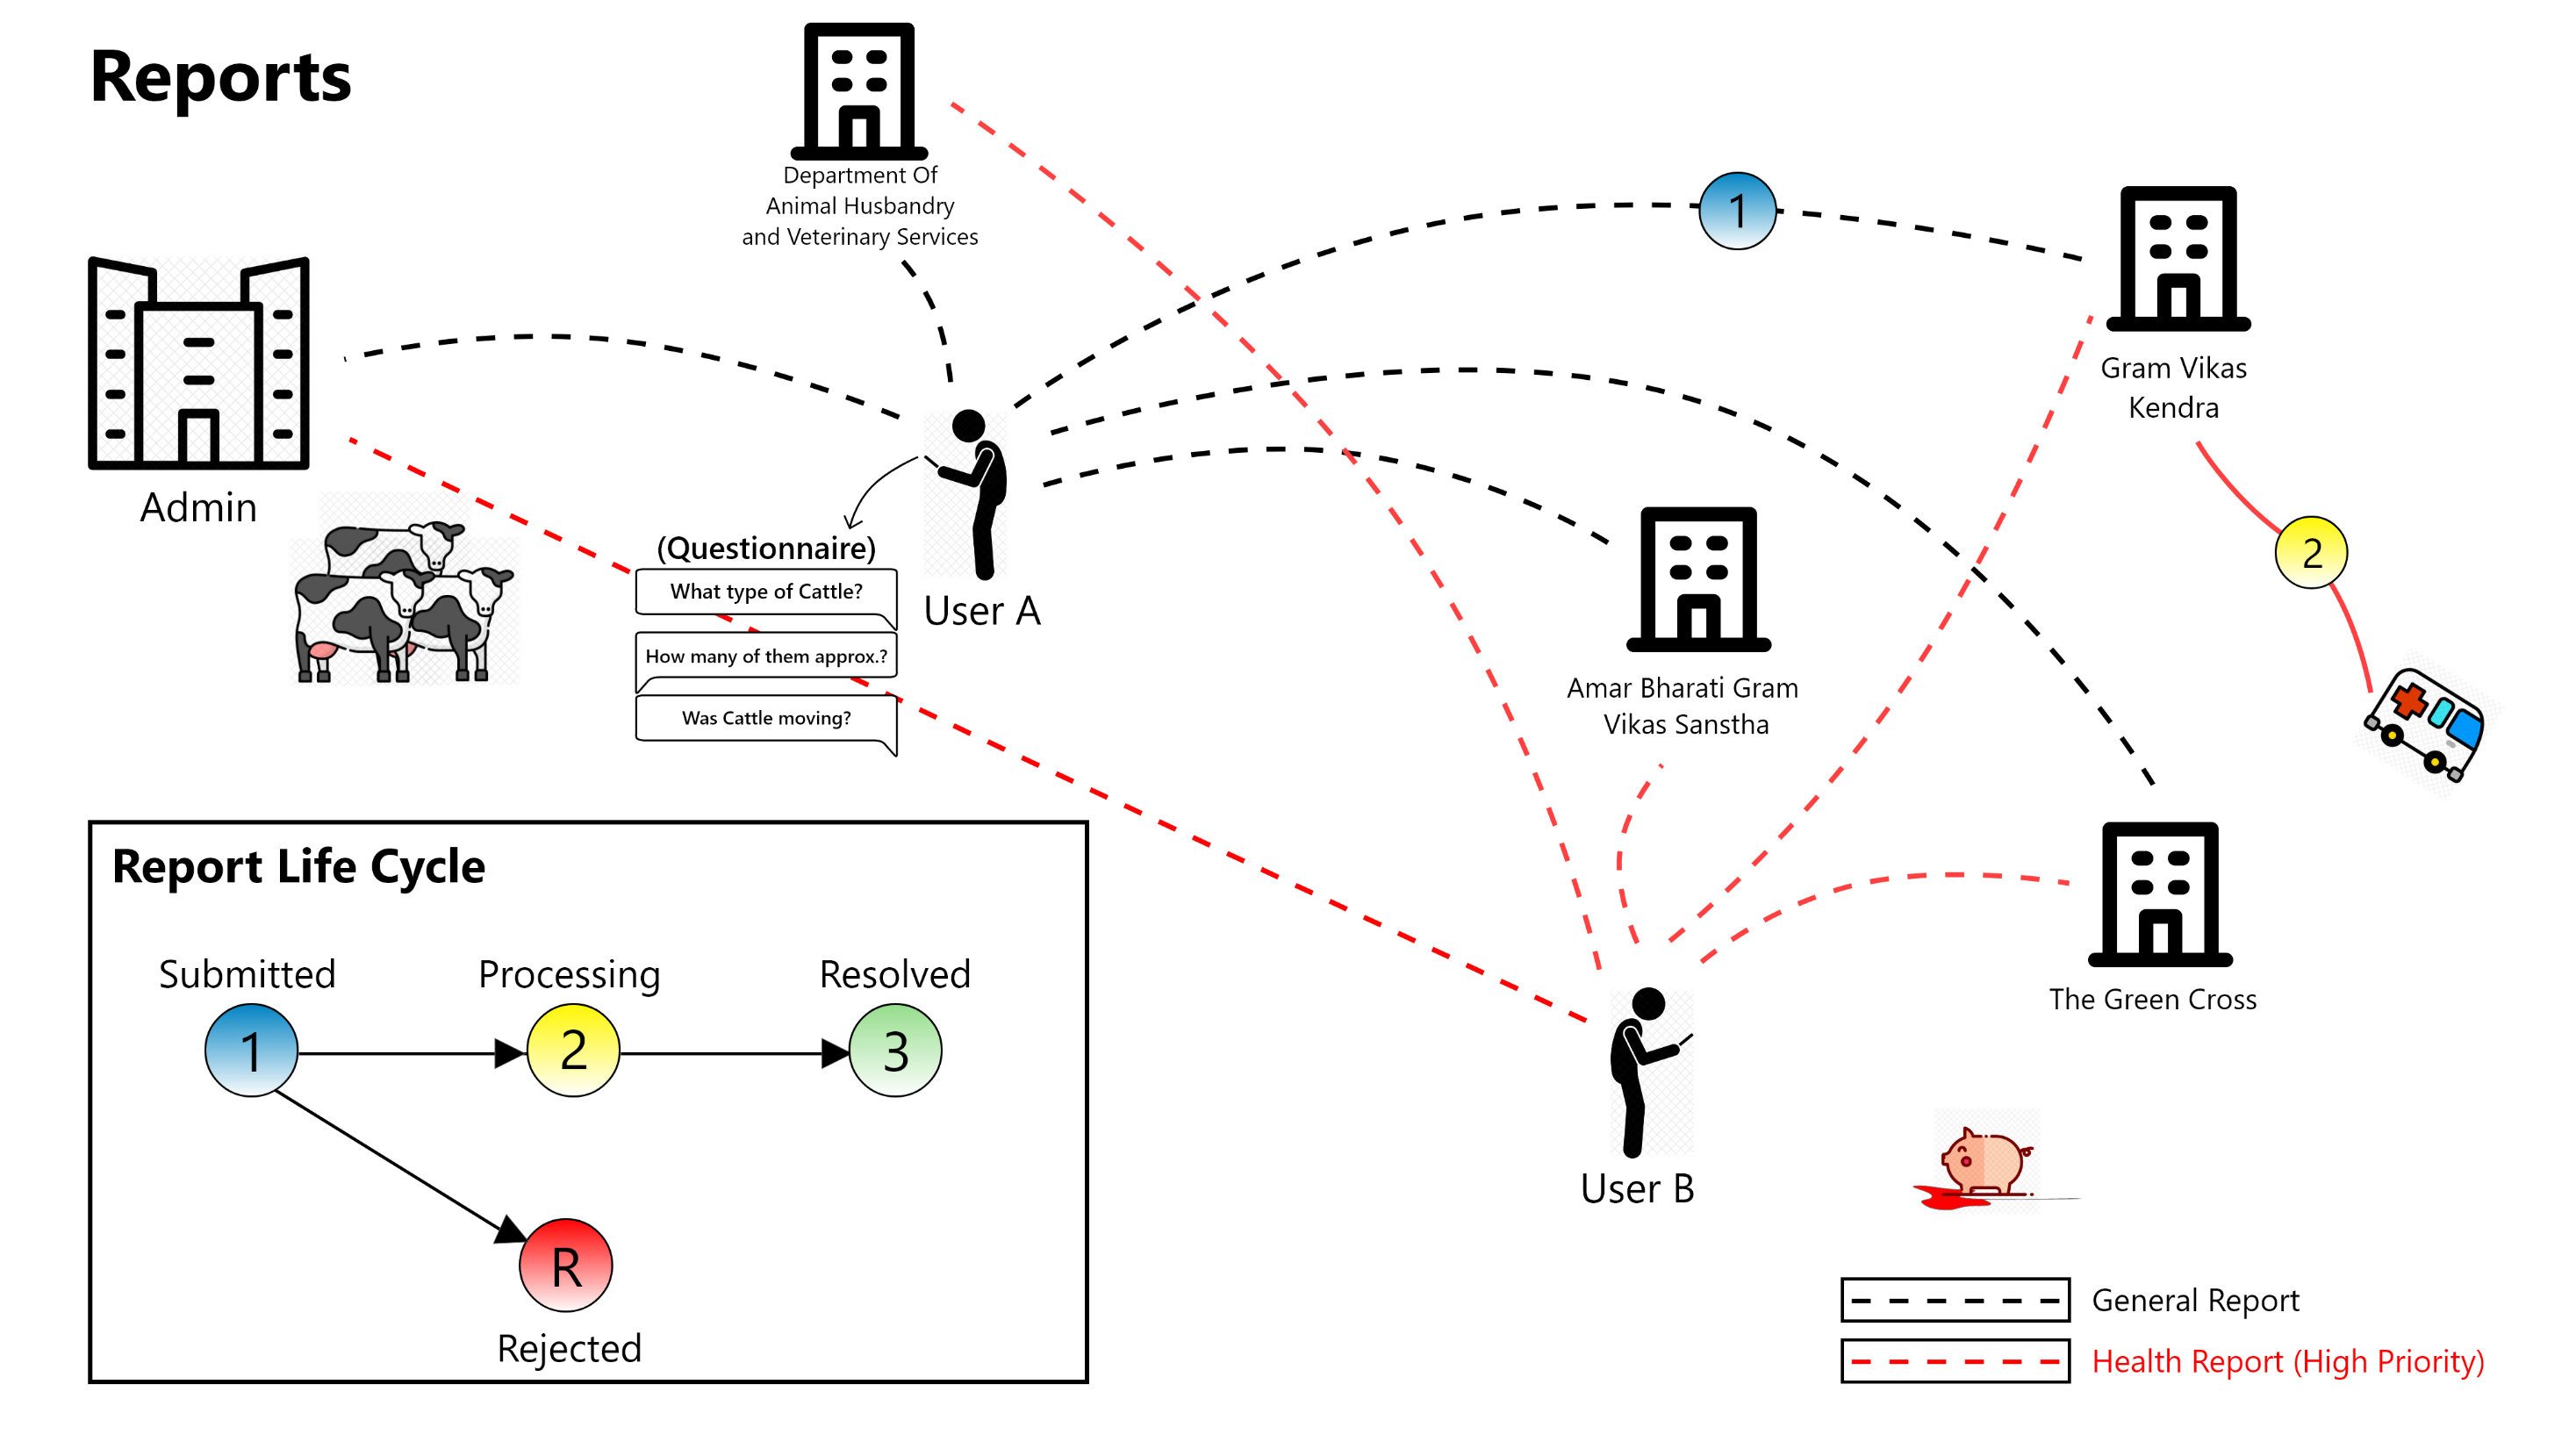 Reports
Department Of
Animal Husbandry
and Veterinary Services
1
Gram Vikas
Kendra
Admin
2
(Questionnaire)
What type of Cattle?
How many of them approx.?
Was Cattle moving?
User A
Amar Bharati Gram
Vikas Sanstha
Report Life Cycle
Submitted
Processing
Resolved
1
2
3
R
Rejected
The Green Cross
User B
General Report
Health Report (High Priority)